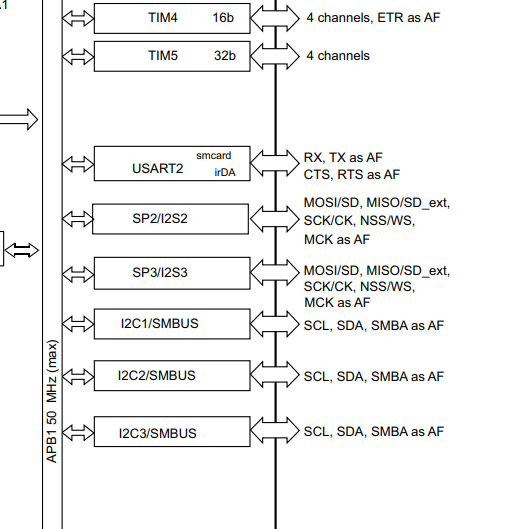 .1
TIM4 16b
4 channels, ETR as AF
TIM5 32b
4 channels
smcard
USART2 irDA
RX, TX as AF
CTS, RTS as AF
SP2/I2S2
MOSI/SD, MISO/SD_ext,
SCK/CK, NSS/WS,
MCK as AF
SP3/I2S3
MOSI/SD, MISO/SD_ext,
SCK/CK, NSS/WS,
MCK as AF
I2C1/SMBUS
SCL, SDA, SMBA as AF
I2C2/SMBUS
SCL, SDA, SMBA as AF
I2C3/SMBUS
SCL, SDA, SMBA as AF
APB1 50 MHz (max)